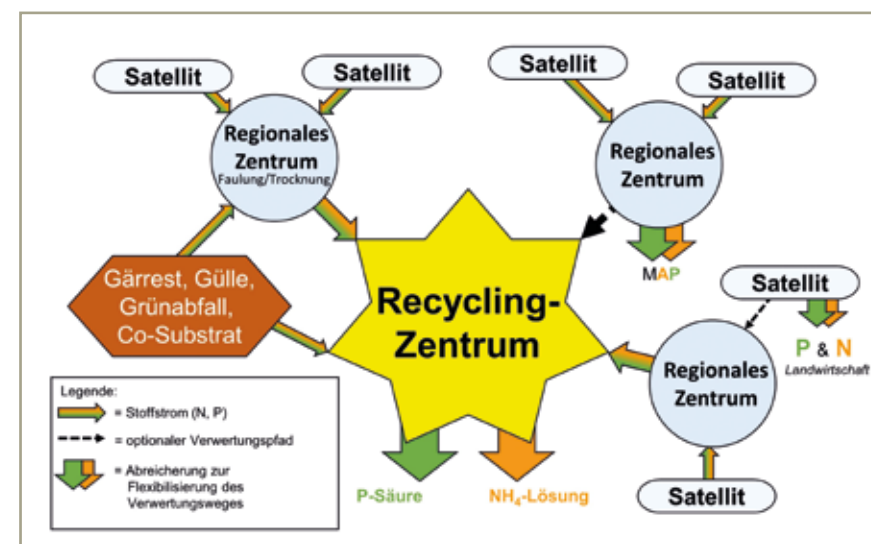 Satellit
Satellit
Regionales
Zentrum
Faulung/Trocknung
Satellit
Satellit
Regionales
Zentrum
MAP
Gärrest, Gülle,
Grünabfall,
Co-Substrat
Recycling-
Zentrum
Satellit
P & N
Landwirtschaft
Regionales
Zentrum
Satellit
P-Säure
NH₄-Lösung
Legende:
= Stoffstrom (N, P)
= optionaler Verwertungspfad
= Abreicherung zur
Flexibilisierung des
Verwertungsweges